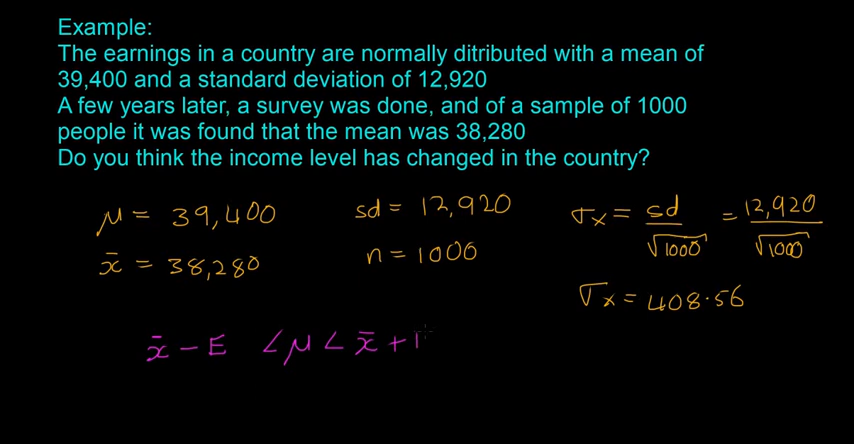 Example:
The earnings in a country are normally ditributed with a mean of
39,400 and a standard deviation of 12,920
A few years later, a survey was done, and of a sample of 1000
people it was found that the mean was 38,280
Do you think the income level has changed in the country?
μ = 39,400 sd = 12,920 σx = sd/√1000 = 12,920/√1000
x̄ = 38,280 n = 1000
σx = 408.56
x̄ - E < μ < x̄ +